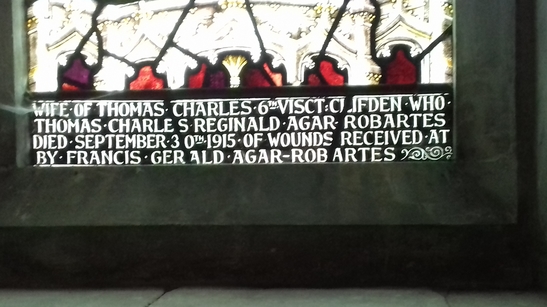 WIFE·OF THOMAS·CHARLES·6TH VISCT: CLIFDEN·WHO·
THOMAS·CHARLES·REGINALD·AGAR·ROBARTES
DIED·SEPTEMBER·30TH·1915·OF WOUNDS RECEIVED AT
BY·FRANCIS·GERALD·AGAR-ROBARTES